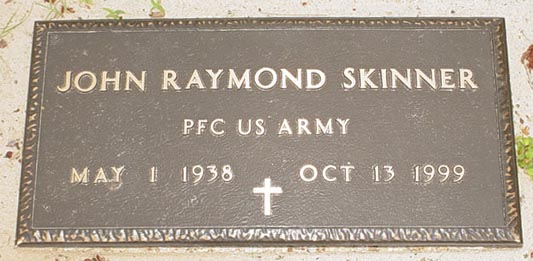 JOHN RAYMOND SKINNER
PFC US ARMY
MAY 1 1938 OCT 13 1999